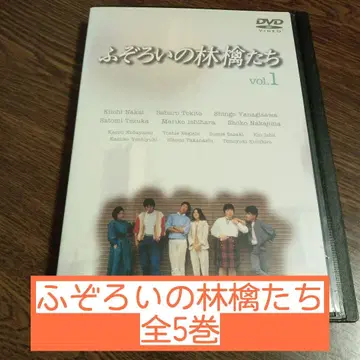 DVD
VIDEO
ふぞろいの林檎たち
vol.1
Kiichi Nakai Saburo Tokito Shingo Yanagisawa
Satomi Tezuka Mariko Ishihara Shoko Nakajima
ふぞろいの林檎たち
全5巻